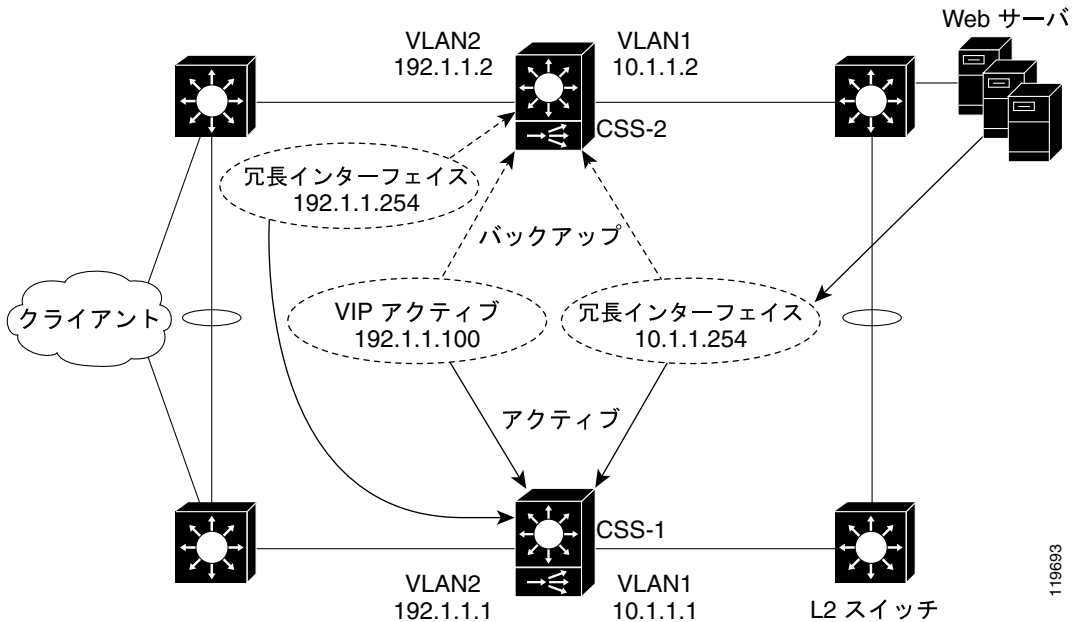 Web サーバ
VLAN2
192.1.1.2
VLAN1
10.1.1.2
CSS-2
冗長インターフェイス
192.1.1.254
バックアップ
クライアント
VIP アクティブ
192.1.1.100
冗長インターフェイス
10.1.1.254
アクティブ
CSS-1
VLAN2
192.1.1.1
VLAN1
10.1.1.1
L2 スイッチ
119693